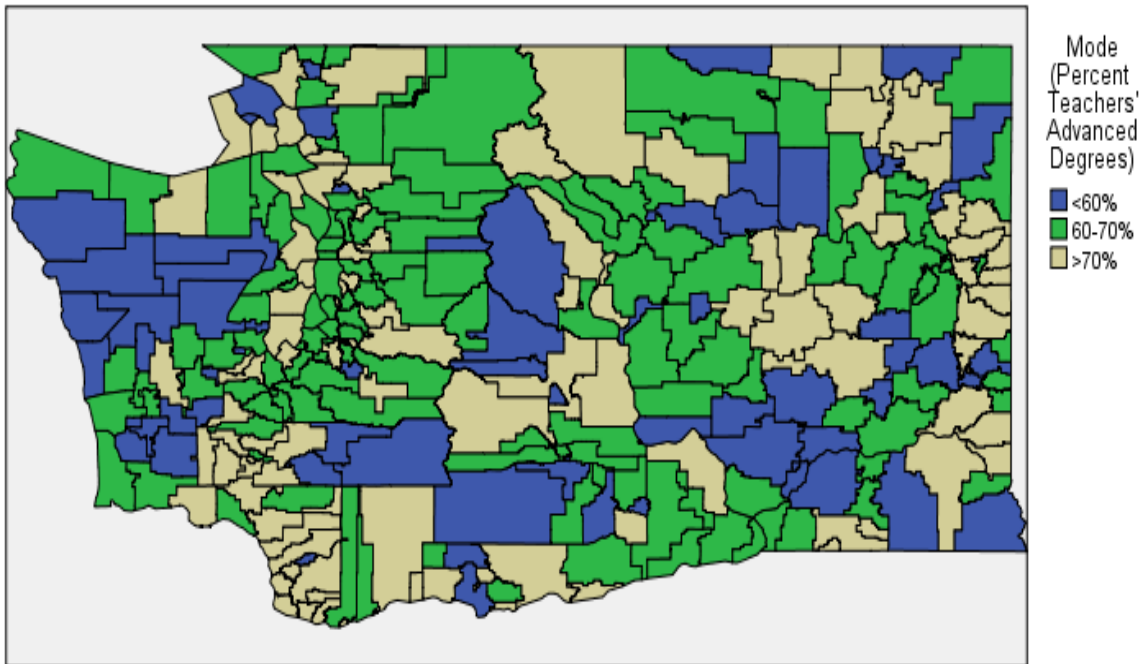 Mode
(Percent
Teachers'
Advanced
Degrees)
<60%
60-70%
>70%